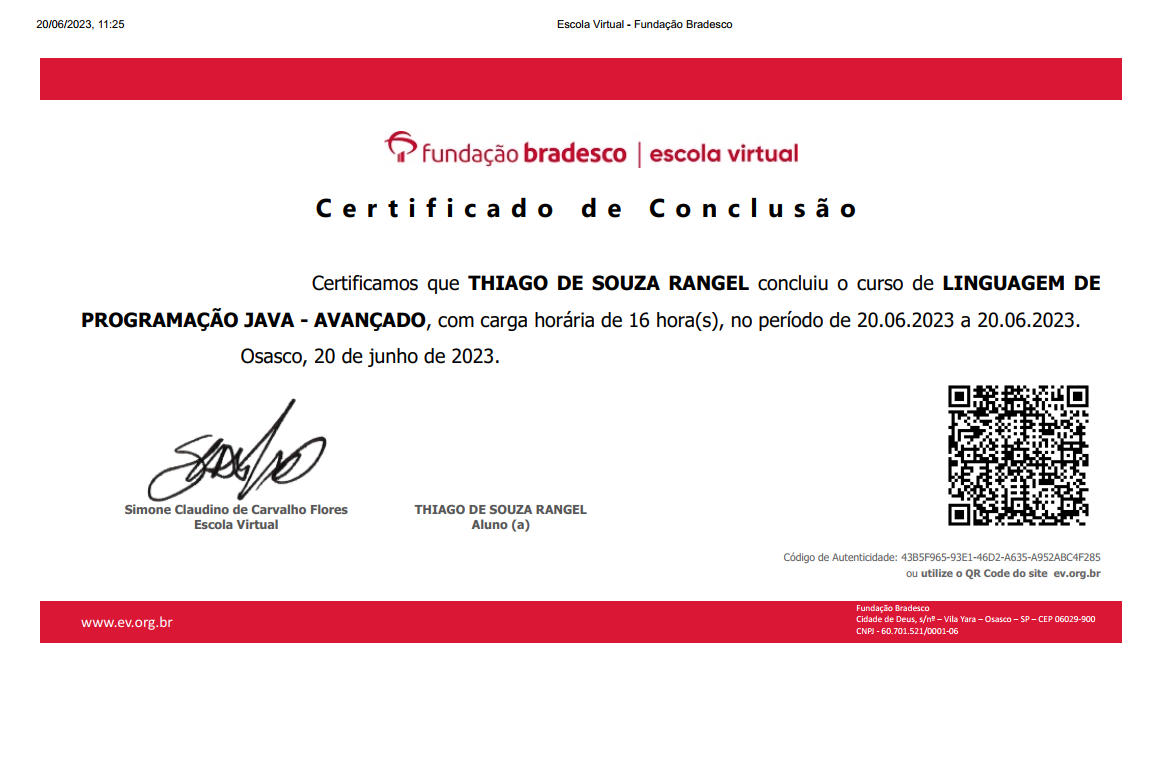 20/06/2023, 11:25 Escola Virtual - Fundação Bradesco
fundação bradesco | escola virtual
Certificado de Conclusão
Certificamos que THIAGO DE SOUZA RANGEL concluiu o curso de LINGUAGEM DE
PROGRAMAÇÃO JAVA - AVANÇADO, com carga horária de 16 hora(s), no período de 20.06.2023 a 20.06.2023.
Osasco, 20 de junho de 2023.
Simone Claudino de Carvalho Flores
Escola Virtual
THIAGO DE SOUZA RANGEL
Aluno (a)
Código de Autenticidade: 43B5F965-93E1-46D2-A635-A952ABC4F285
ou utilize o QR Code do site ev.org.br
www.ev.org.br
Fundação Bradesco
Cidade de Deus, s/nº – Vila Yara – Osasco – SP – CEP 06029-900
CNPJ - 60.701.521/0001-06